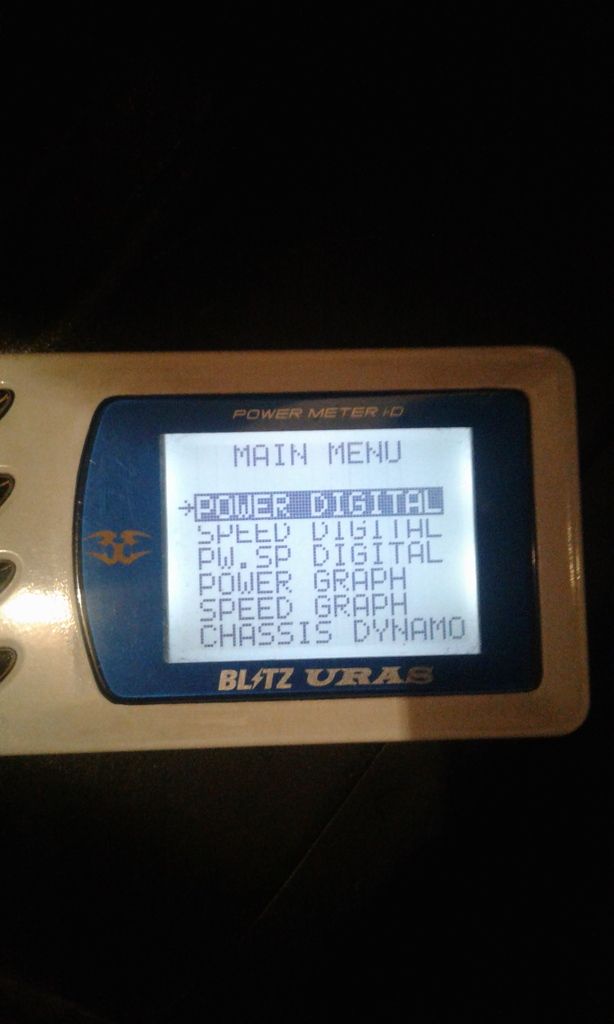 POWER METER i-D
MAIN MENU
→POWER DIGITAL
SPEED DIGITAL
PW.SP DIGITAL
POWER GRAPH
SPEED GRAPH
CHASSIS DYNAMO
BLITZ URAS